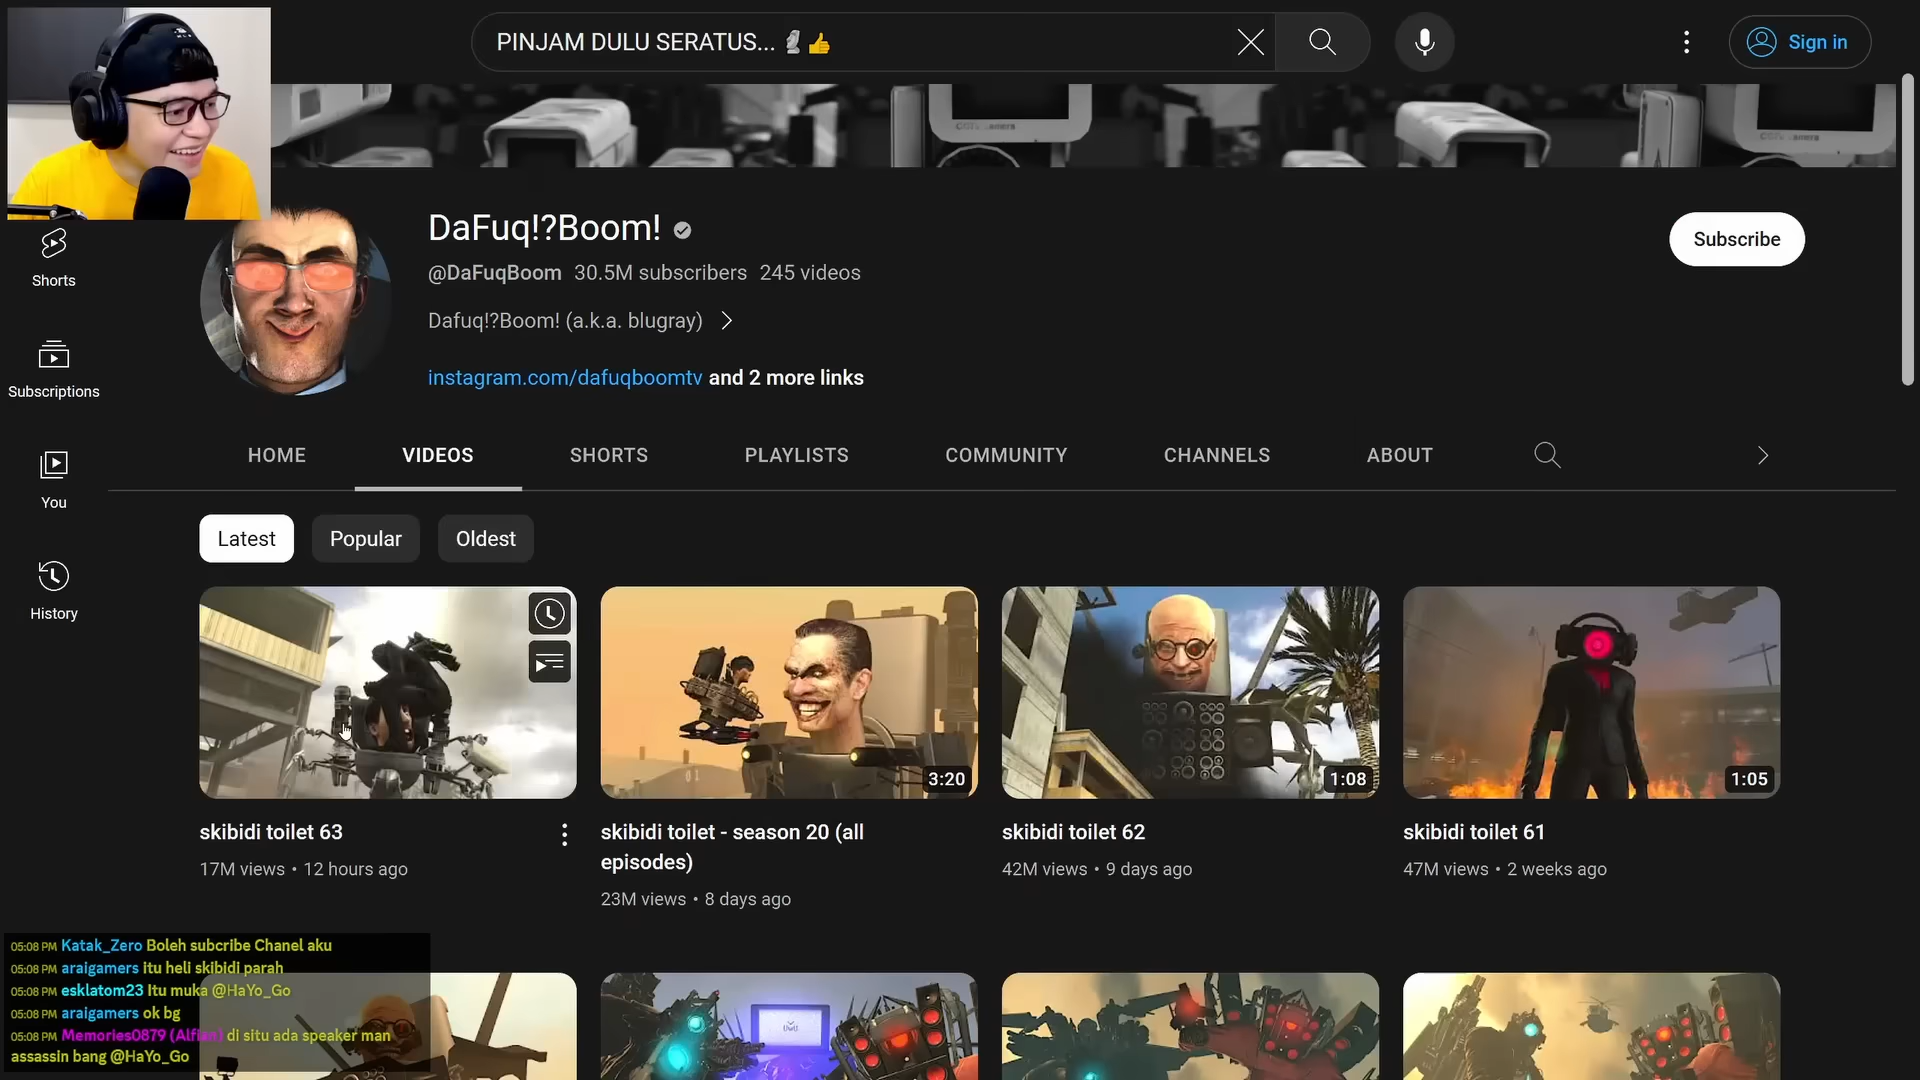 PINJAM DULU SERATUS... 🗿👍
Sign in
DaFuq!?Boom!
@DaFuqBoom 30.5M subscribers 245 videos
Dafuq!?Boom! (a.k.a. blugray)
instagram.com/dafuqboomtv and 2 more links
Subscribe
Shorts
Subscriptions
You
History
HOME VIDEOS SHORTS PLAYLISTS COMMUNITY CHANNELS ABOUT
Latest Popular Oldest
3:20
1:08
1:05
skibidi toilet 63
17M views • 12 hours ago
skibidi toilet - season 20 (all
episodes)
23M views • 8 days ago
skibidi toilet 62
42M views • 9 days ago
skibidi toilet 61
47M views • 2 weeks ago
05:08 PM Katak_Zero Boleh subcribe Chanel aku
05:08 PM araigamers itu heli skibidi parah
05:08 PM esklatom23 Itu muka @HaYo_Go
05:08 PM araigamers ok bg
05:08 PM Memories0879 di situ ada speaker man
assassin bang @HaYo_Go